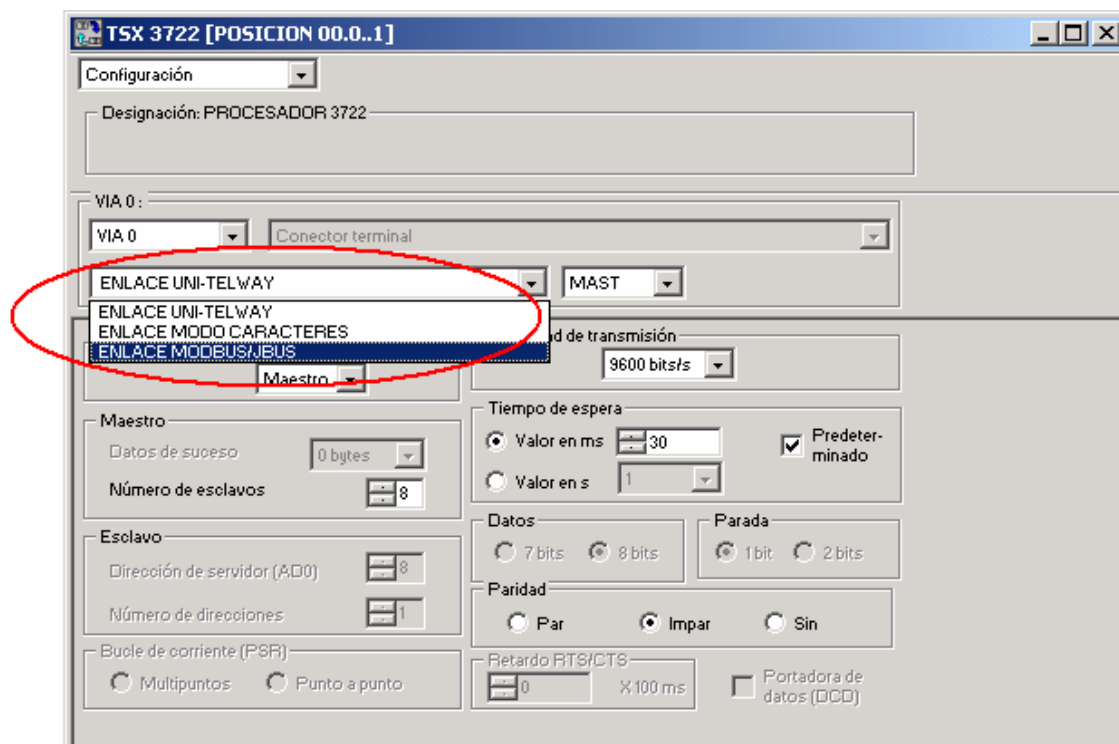 TSX 3722 [POSICION 00.0..1]
Configuración
Designación: PROCESADOR 3722
VIA 0 :
VIA 0
Conector terminal
ENLACE UNI-TELWAY
MAST
ENLACE UNI-TELWAY
ENLACE MODO CARACTERES
ENLACE MODBUS/JBUS
de transmisión
Maestro
9600 bits/s
Maestro
Datos de suceso
0 bytes
Número de esclavos
8
Tiempo de espera
Valor en ms
30
Predeter-
minado
Valor en s
1
Esclavo
Dirección de servidor (AD0)
8
Número de direcciones
1
Datos
7 bits
8 bits
Parada
1 bit
2 bits
Paridad
Par
Impar
Sin
Bucle de corriente (PSR)
Multipuntos
Punto a punto
Retardo RTS/CTS
0
X 100 ms
Portadora de
datos (DCD)